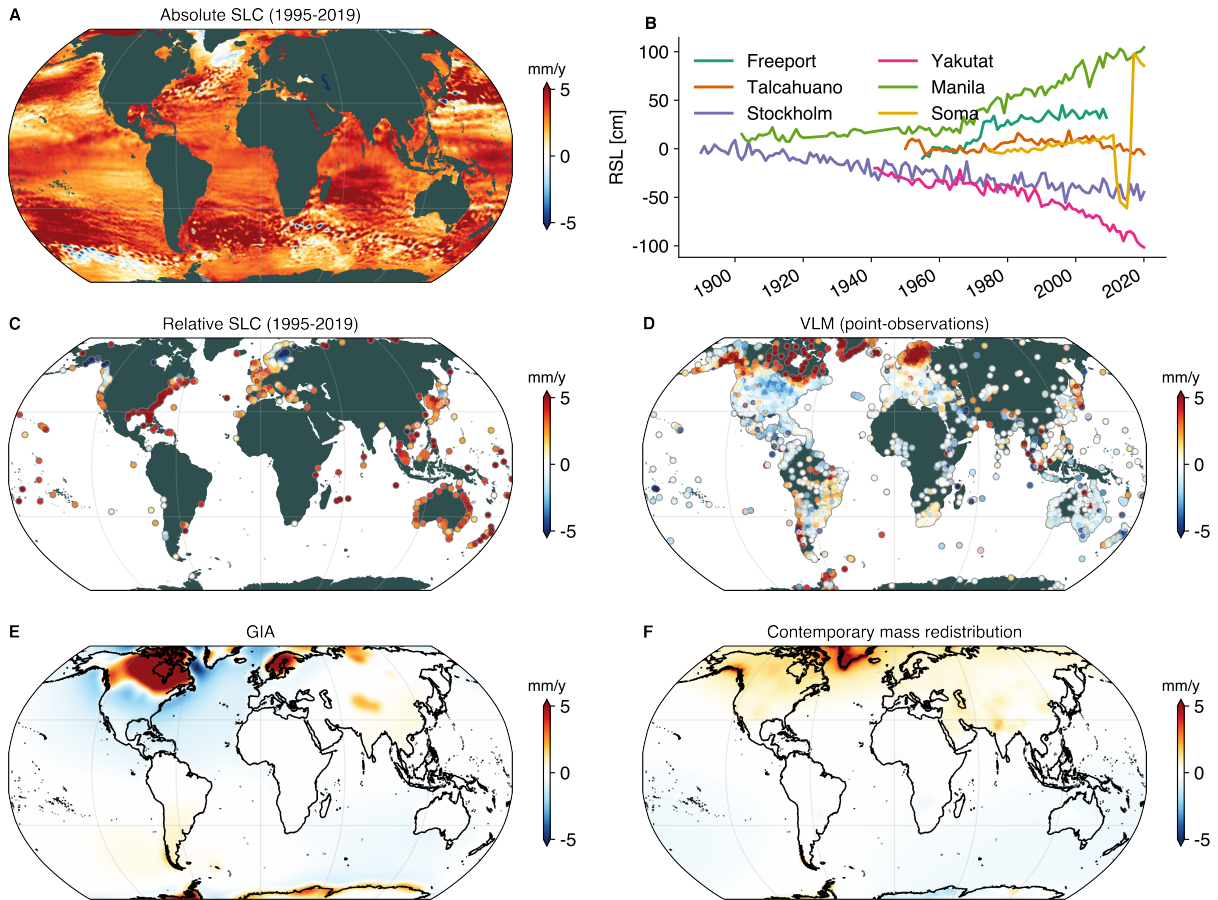 A
Absolute SLC (1995-2019)
mm/y
5
0
-5
B
RSL [cm]
100
50
0
-50
-100
Freeport
Talcahuano
Stockholm
Yakutat
Manila
Soma
1900
1920
1940
1960
1980
2000
2020
C
Relative SLC (1995-2019)
mm/y
5
0
-5
D
VLM (point-observations)
mm/y
5
0
-5
E
GIA
mm/y
5
0
-5
F
Contemporary mass redistribution
mm/y
5
0
-5